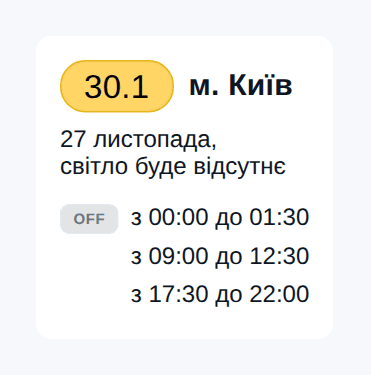 30.1 м. Київ
27 листопада,
світло буде відсутнє
OFF з 00:00 до 01:30
з 09:00 до 12:30
з 17:30 до 22:00